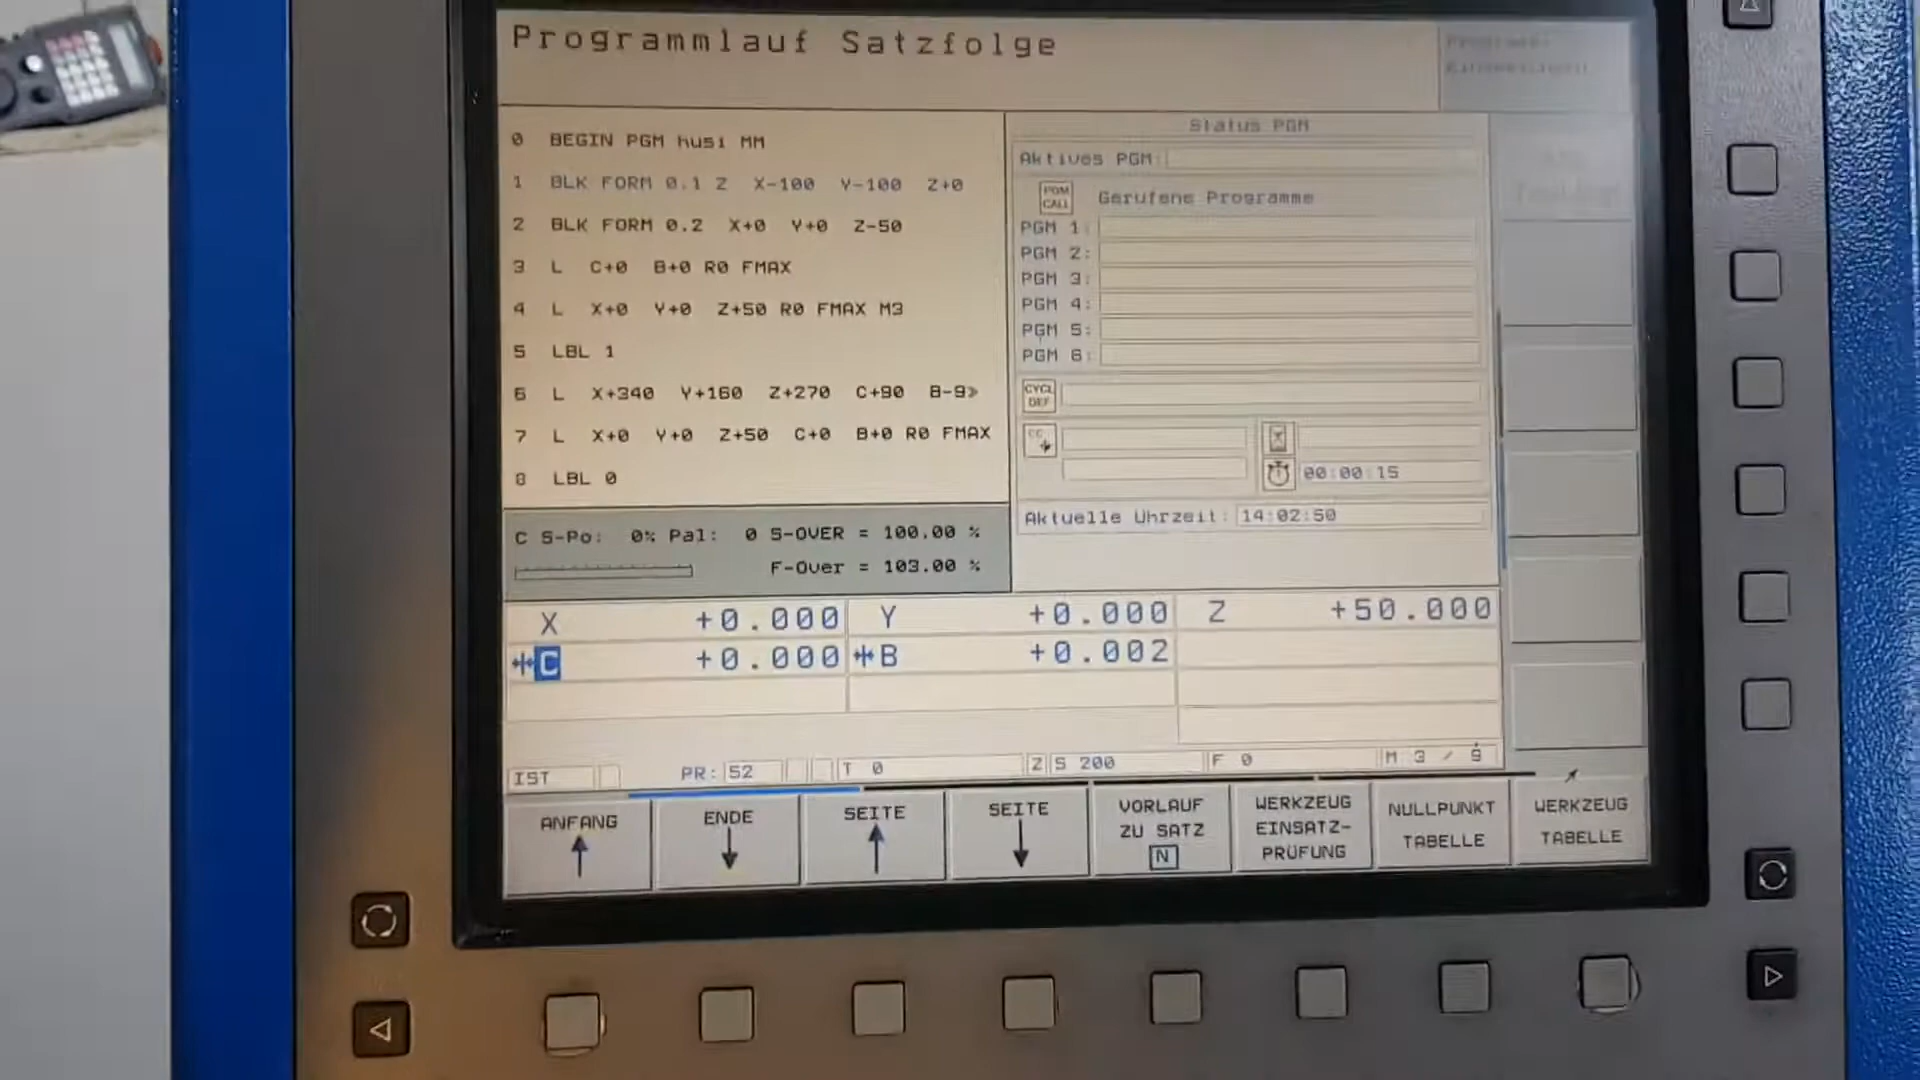 Programmlauf Satzfolge
0 BEGIN PGM husi MM
1 BLK FORM 0.1 Z X-100 Y-100 Z+0
2 BLK FORM 0.2 X+0 Y+0 Z-50
3 L C+0 B+0 R0 FMAX
4 L X+0 Y+0 Z+50 R0 FMAX M3
5 LBL 1
6 L X+340 Y+160 Z+270 C+90 B-9»
7 L X+0 Y+0 Z+50 C+0 B+0 R0 FMAX
8 LBL 0
Status PGM
Aktives PGM:
PGM CALL Gerufene Programme
PGM 1:
PGM 2:
PGM 3:
PGM 4:
PGM 5:
PGM 6:
CYCL DEF
CC
00:00:15
Aktuelle Uhrzeit: 14:02:50
C S-Po: 0% Pal: 0 S-OVER = 100.00 %
F-Over = 103.00 %
X +0.000 Y +0.000 Z +50.000
C +0.000 B +0.002
IST PR: 52 T 0 Z S 200 F 0 M 3 / 9
ANFANG
ENDE
SEITE
SEITE
VORLAUF
ZU SATZ
N
WERKZEUG
EINSATZ-
PRÜFUNG
NULLPUNKT
TABELLE
WERKZEUG
TABELLE